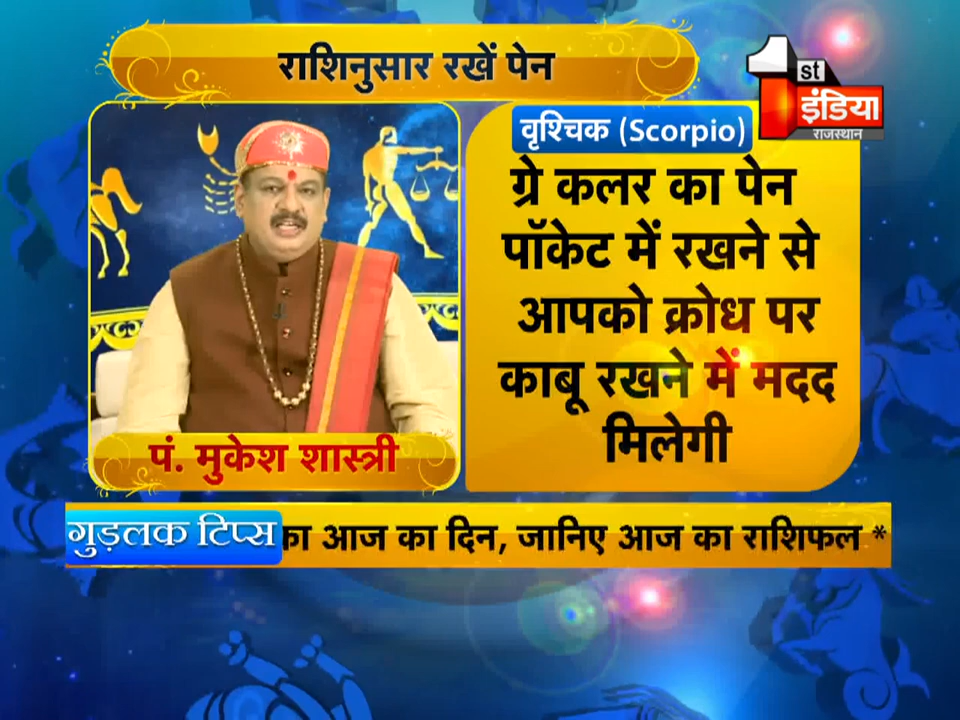 राशिनुसार रखें पेन
1st
इंडिया
राजस्थान
वृश्चिक (Scorpio)
ग्रे कलर का पेन
पॉकेट में रखने से
आपको क्रोध पर
काबू रखने में मदद
मिलेगी
पं. मुकेश शास्त्री
गुड़लक टिप्स
का आज का दिन, जानिए आज का राशिफल *